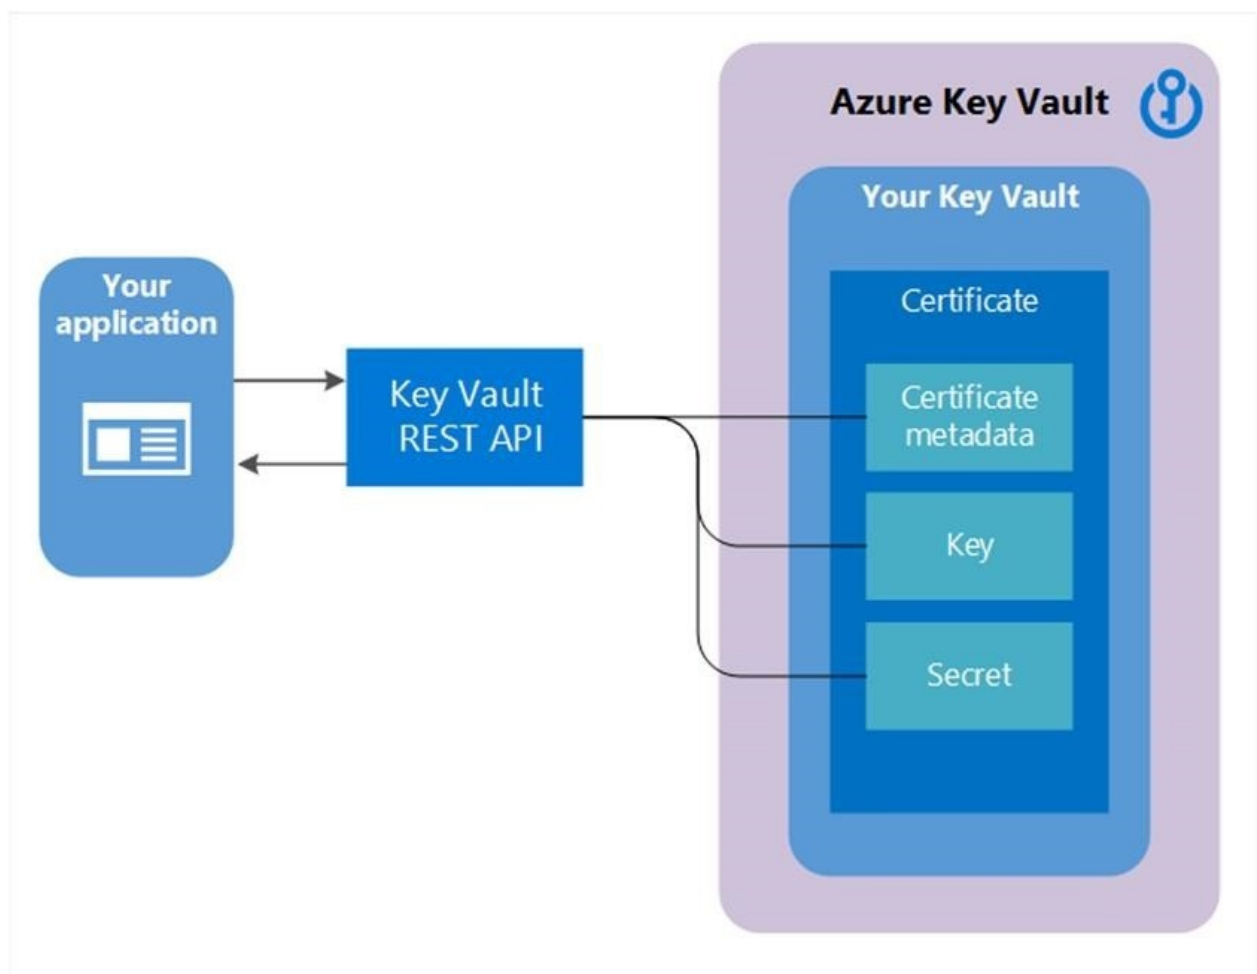 Azure Key Vault
Your Key Vault
Your
application
Certificate
Key Vault
REST API
Certificate
metadata
Key
Secret